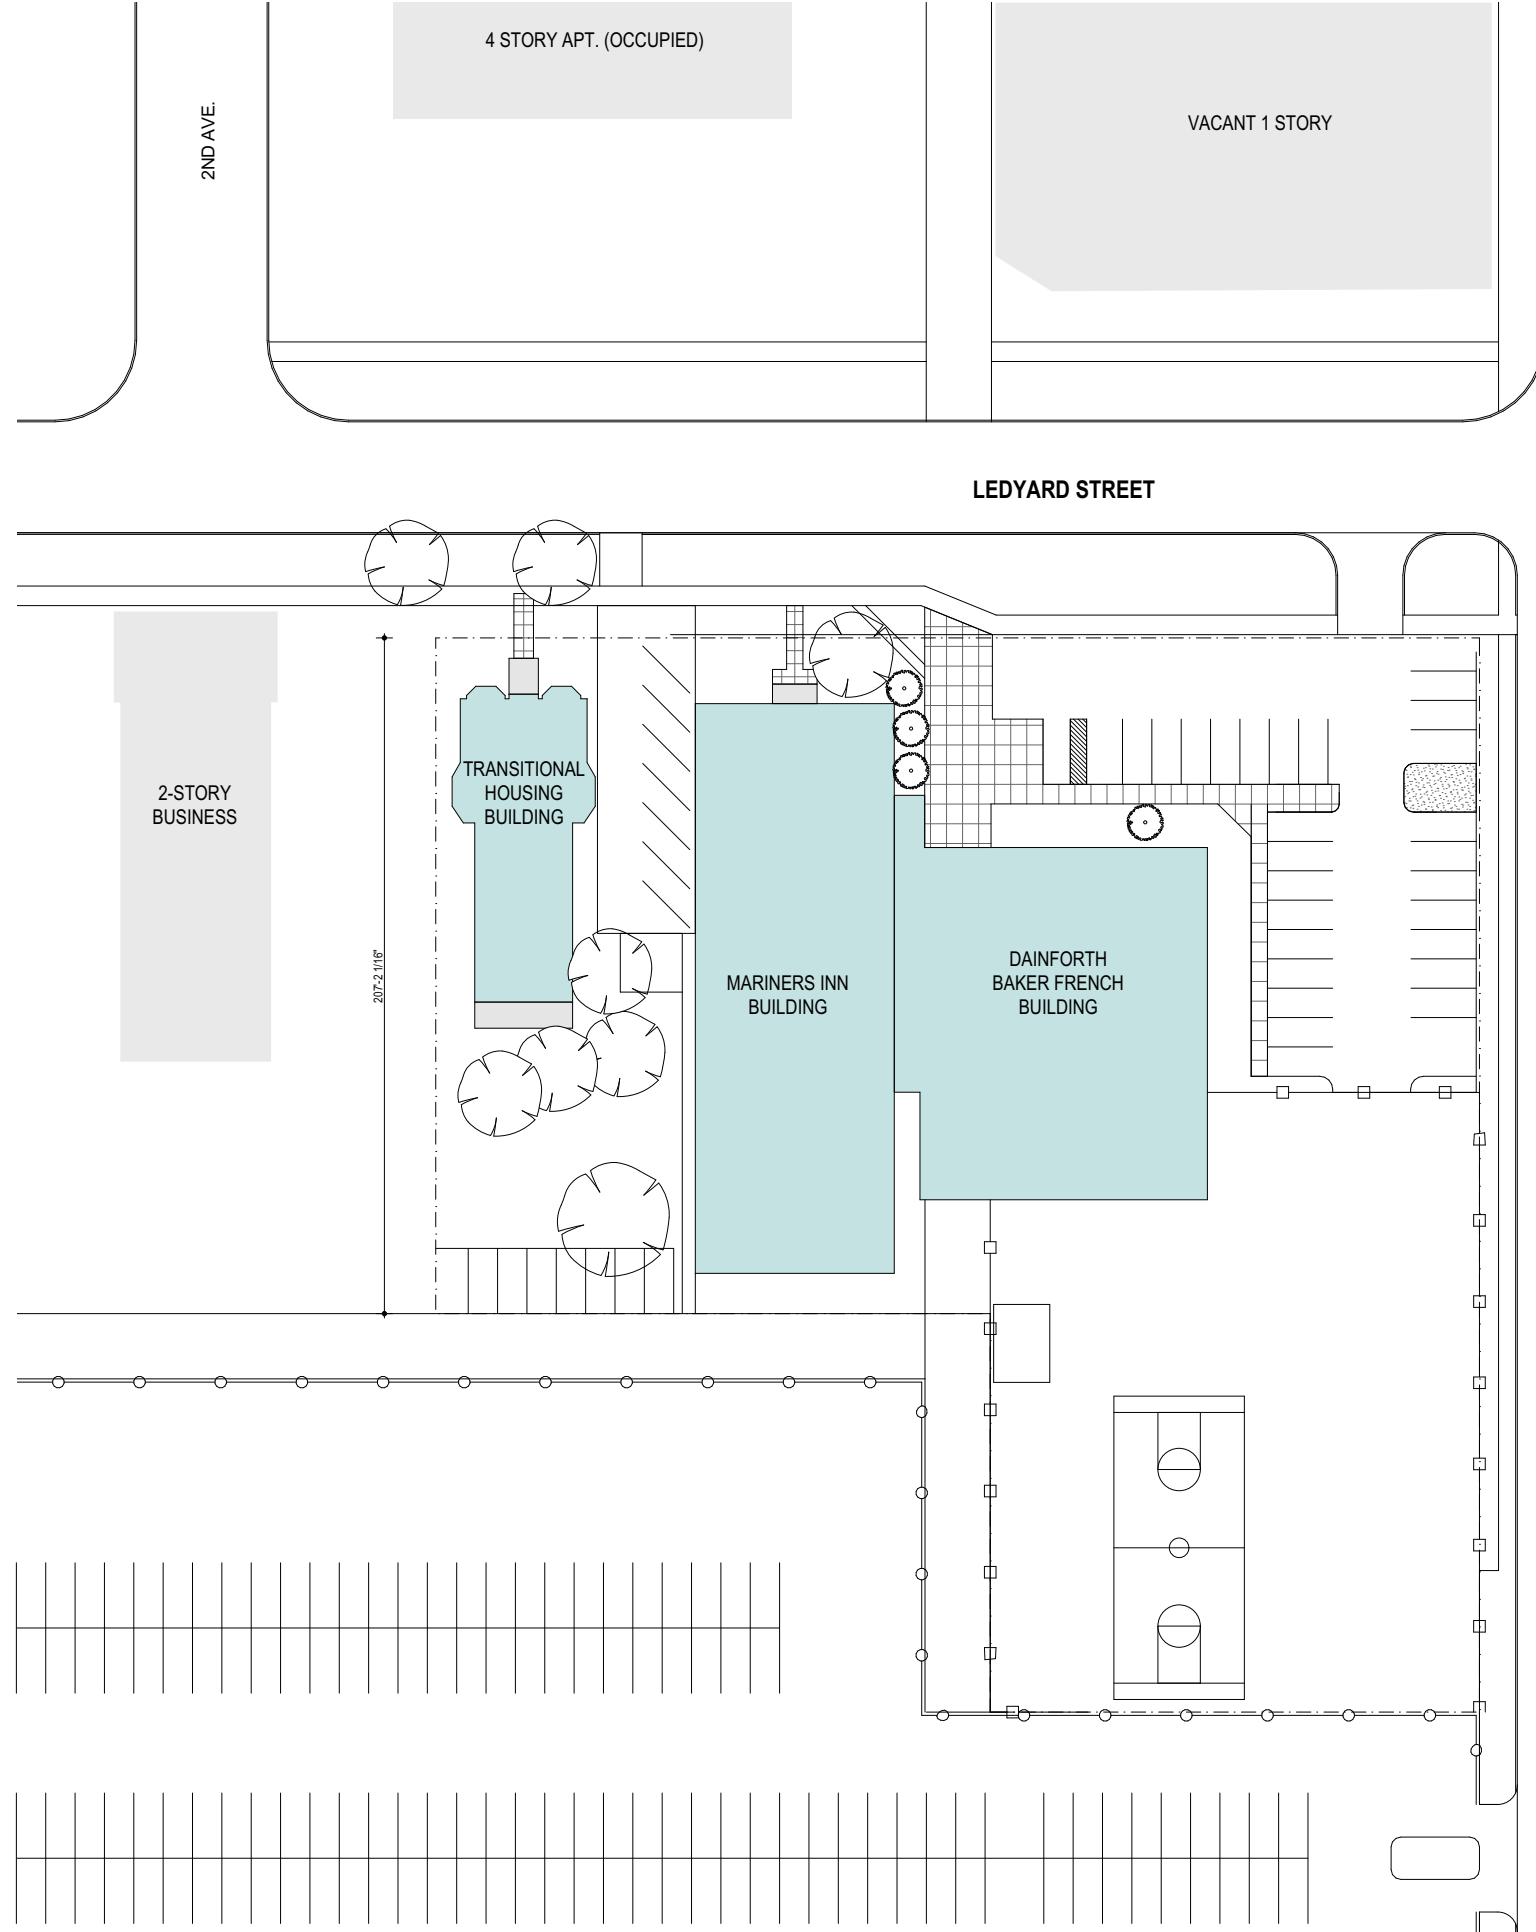 4 STORY APT. (OCCUPIED)
VACANT 1 STORY
2ND AVE.
LEDYARD STREET
2-STORY
BUSINESS
TRANSITIONAL
HOUSING
BUILDING
MARINERS INN
BUILDING
DAINFORTH
BAKER FRENCH
BUILDING
207'-2 1/16"